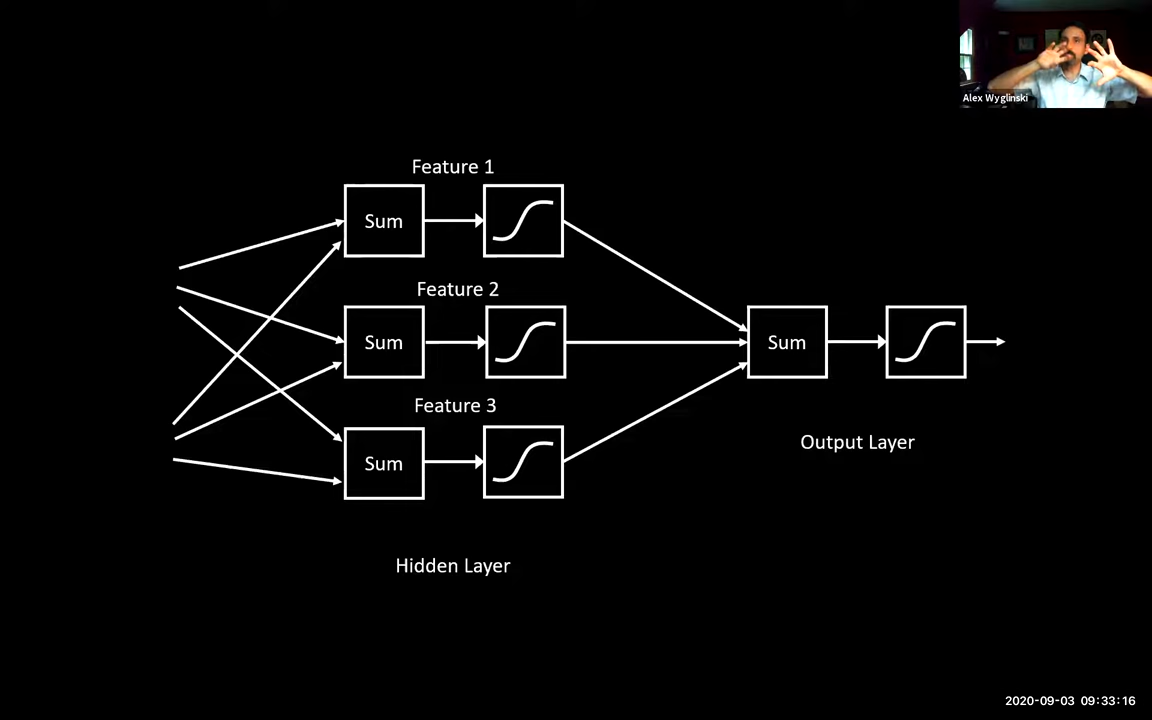 Alex Wyglinski
Feature 1
Sum
Feature 2
Sum
Sum
Feature 3
Sum
Output Layer
Hidden Layer
2020-09-03 09:33:16